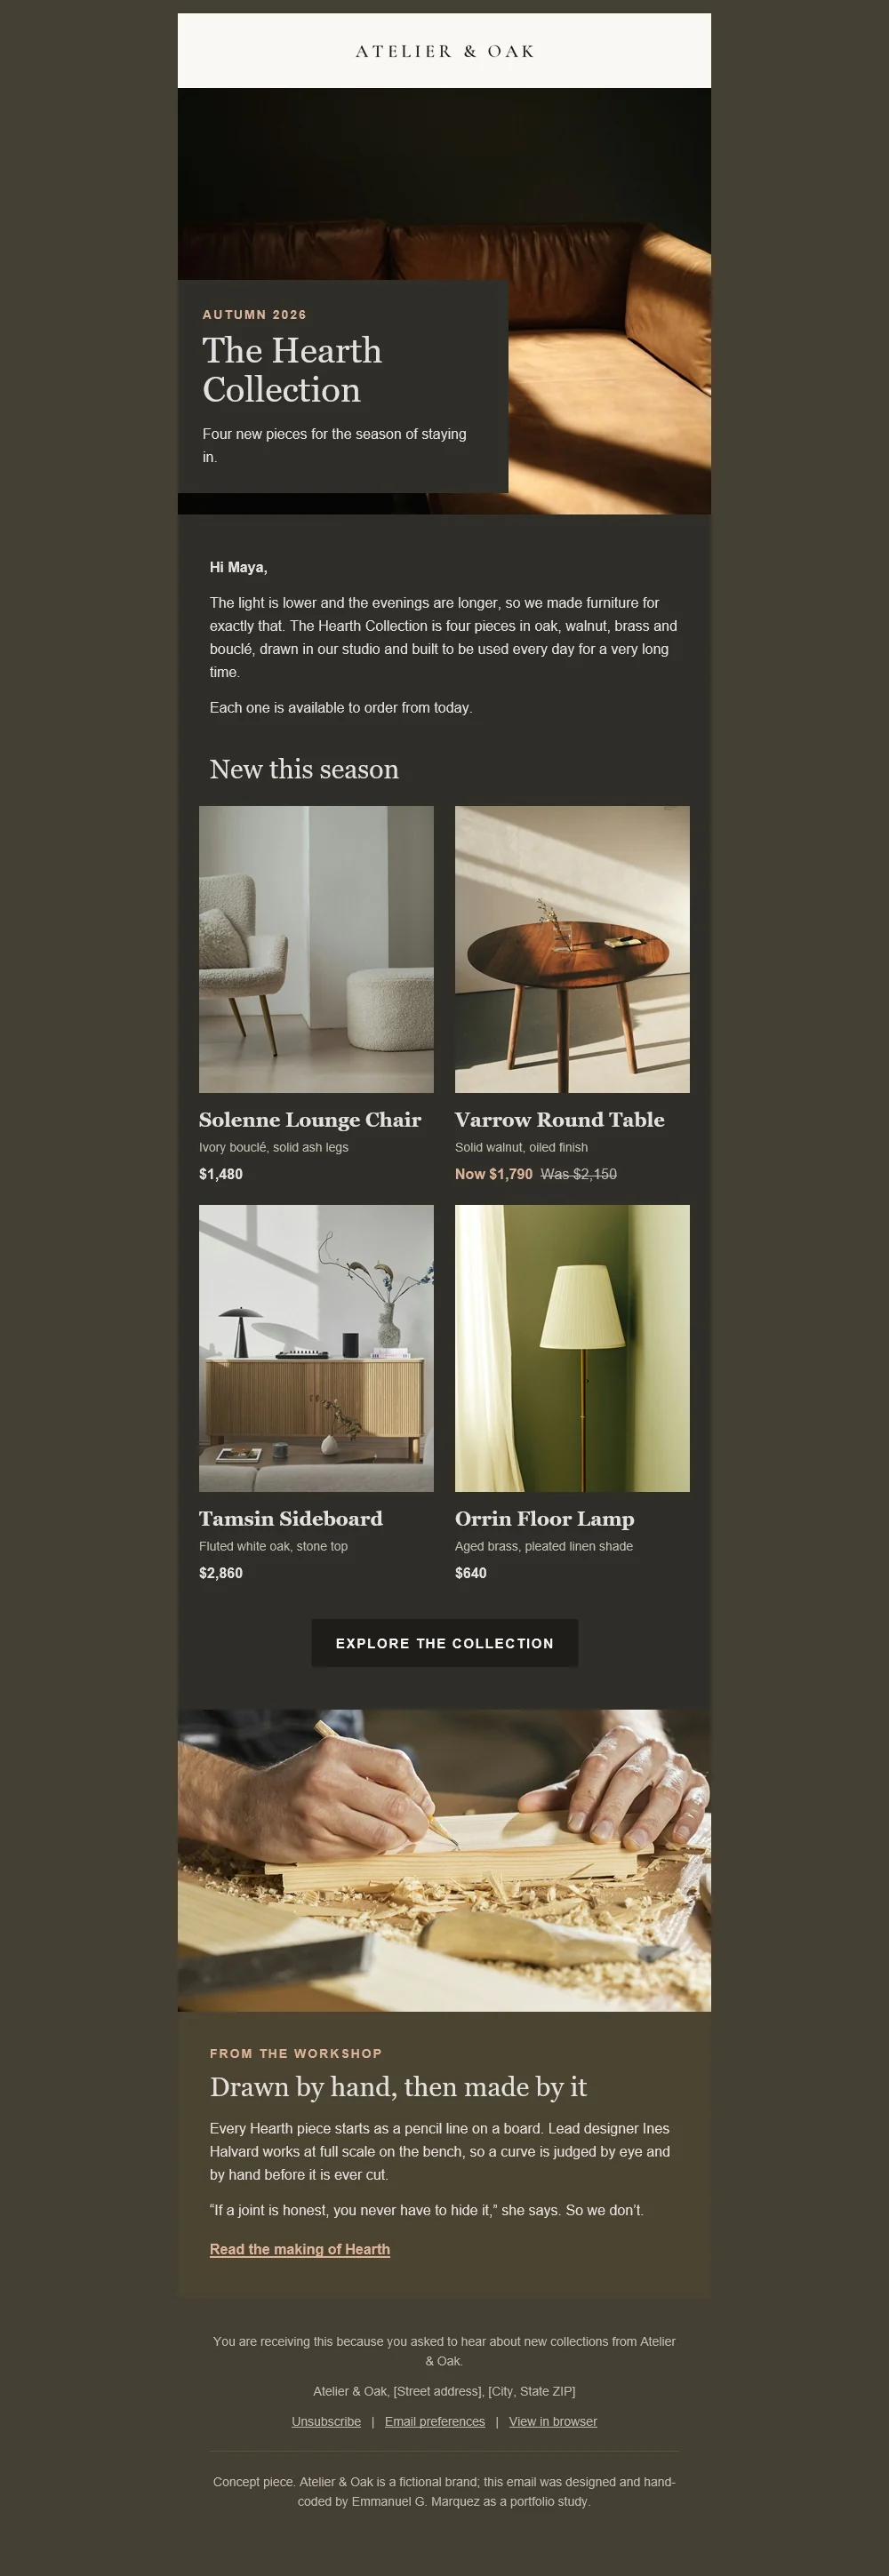 ATELIER & OAK
AUTUMN 2026
The Hearth
Collection
Four new pieces for the season of staying
in.
Hi Maya,
The light is lower and the evenings are longer, so we made furniture for
exactly that. The Hearth Collection is four pieces in oak, walnut, brass and
bouclé, drawn in our studio and built to be used every day for a very long
time.
Each one is available to order from today.
New this season
Solenne Lounge Chair
Ivory bouclé, solid ash legs
$1,480
Varrow Round Table
Solid walnut, oiled finish
Now $1,790 Was $2,150
Tamsin Sideboard
Fluted white oak, stone top
$2,860
Orrin Floor Lamp
Aged brass, pleated linen shade
$640
EXPLORE THE COLLECTION
FROM THE WORKSHOP
Drawn by hand, then made by it
Every Hearth piece starts as a pencil line on a board. Lead designer Ines
Halvard works at full scale on the bench, so a curve is judged by eye and
by hand before it is ever cut.
“If a joint is honest, you never have to hide it,” she says. So we don’t.
Read the making of Hearth
You are receiving this because you asked to hear about new collections from Atelier
& Oak.
Atelier & Oak, [Street address], [City, State ZIP]
Unsubscribe | Email preferences | View in browser
Concept piece. Atelier & Oak is a fictional brand; this email was designed and hand-
coded by Emmanuel G. Marquez as a portfolio study.